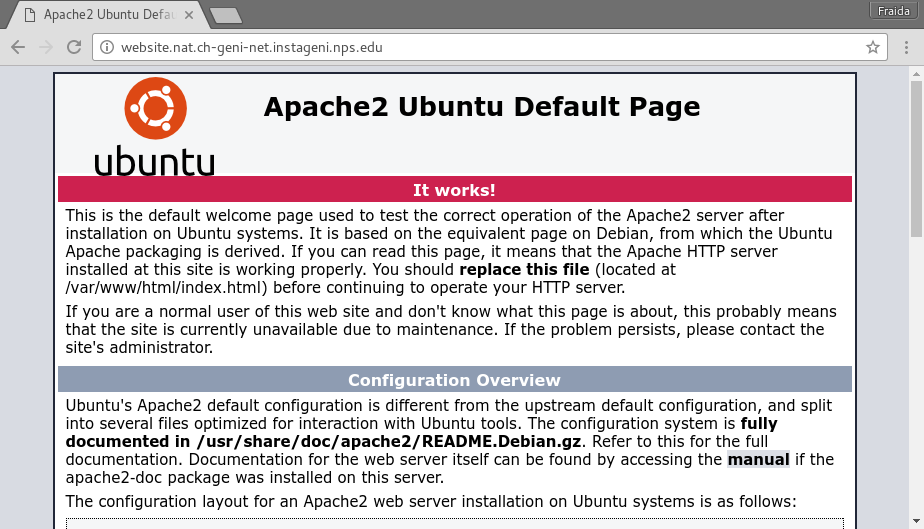 Apache2 Ubuntu Defau
Fraida
website.nat.ch-geni-net.instageni.nps.edu
ubuntu
Apache2 Ubuntu Default Page
It works!
This is the default welcome page used to test the correct operation of the Apache2 server after
installation on Ubuntu systems. It is based on the equivalent page on Debian, from which the Ubuntu
Apache packaging is derived. If you can read this page, it means that the Apache HTTP server
installed at this site is working properly. You should replace this file (located at
/var/www/html/index.html) before continuing to operate your HTTP server.
If you are a normal user of this web site and don't know what this page is about, this probably means
that the site is currently unavailable due to maintenance. If the problem persists, please contact the
site's administrator.
Configuration Overview
Ubuntu's Apache2 default configuration is different from the upstream default configuration, and split
into several files optimized for interaction with Ubuntu tools. The configuration system is fully
documented in /usr/share/doc/apache2/README.Debian.gz. Refer to this for the full
documentation. Documentation for the web server itself can be found by accessing the manual if the
apache2-doc package was installed on this server.
The configuration layout for an Apache2 web server installation on Ubuntu systems is as follows: